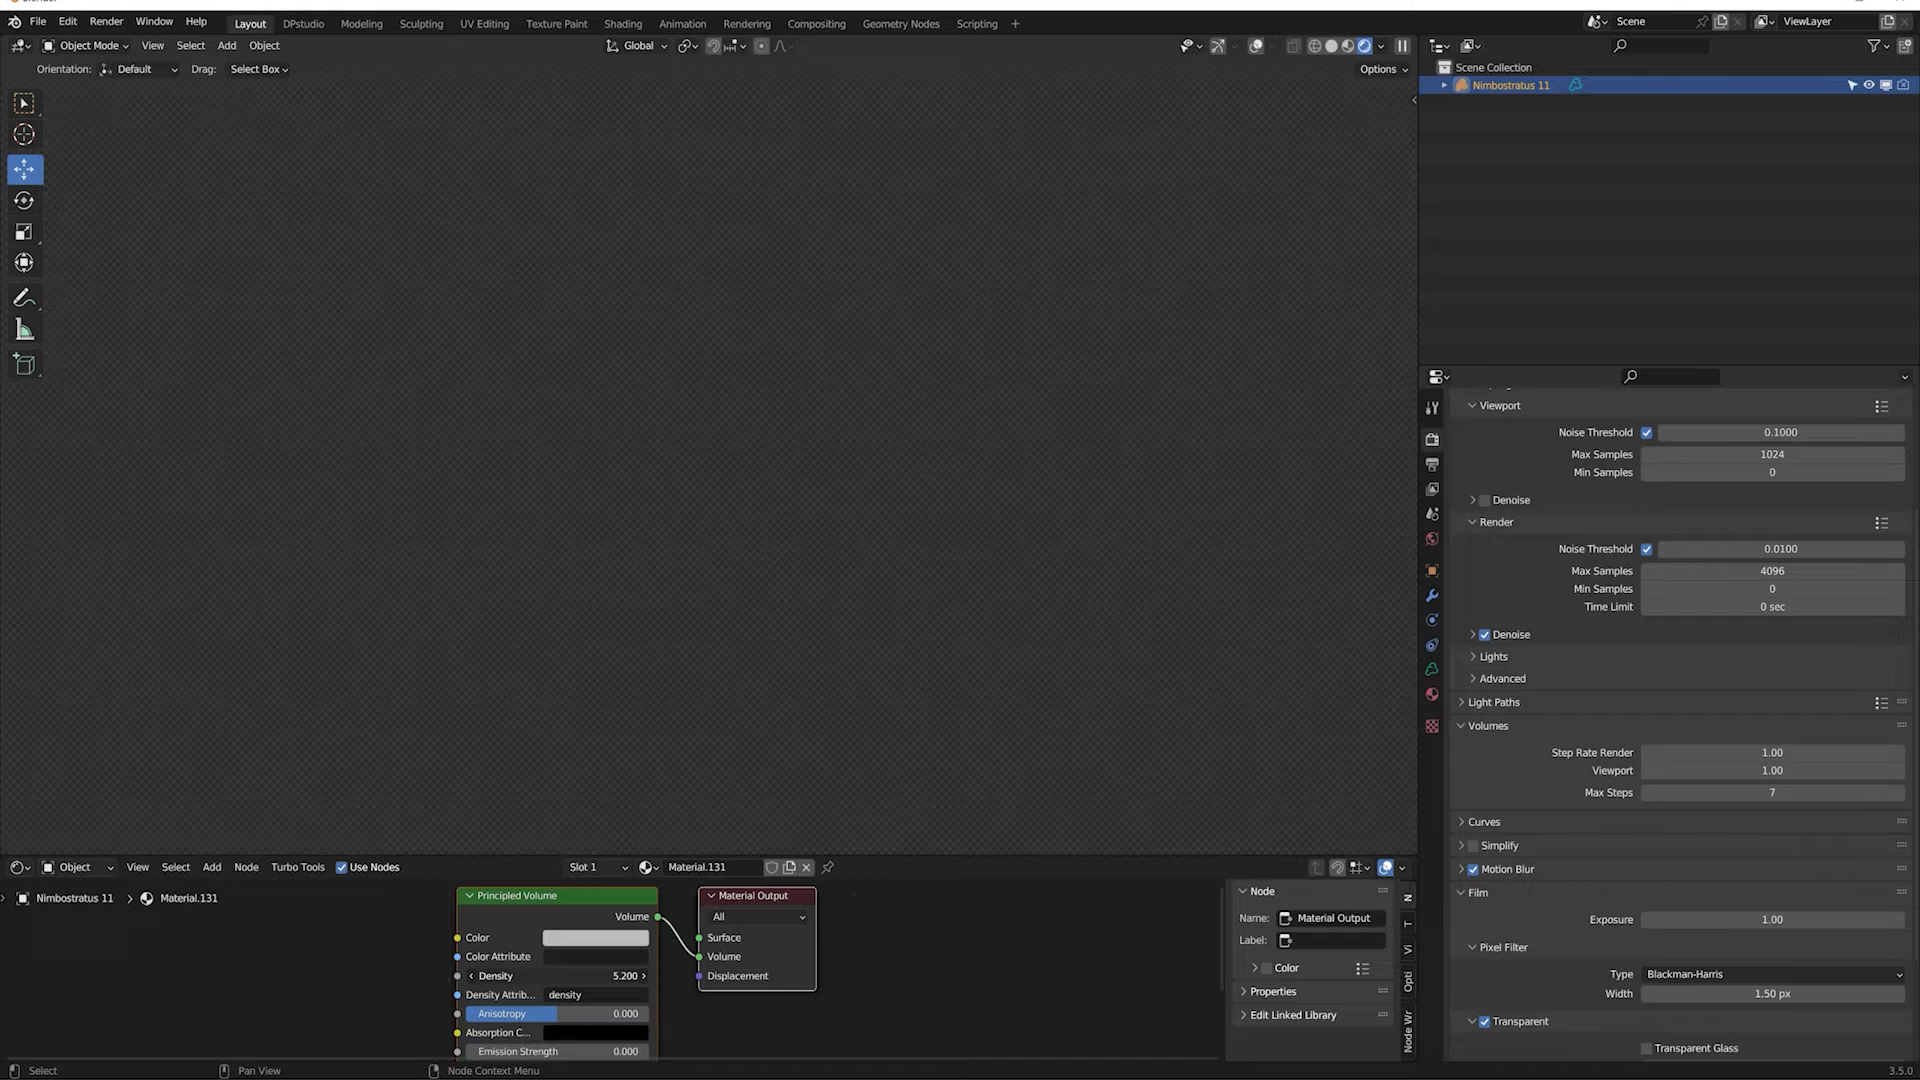 File Edit Render Window Help Layout DPstudio Modeling Sculpting UV Editing Texture Paint Shading Animation Rendering Compositing Geometry Nodes Scripting + Scene ViewLayer
Object Mode View Select Add Object Global
Orientation: Default Drag: Select Box Options
Scene Collection
Nimbostratus 11
Viewport
Noise Threshold 0.1000
Max Samples 1024
Min Samples 0
Denoise
Render
Noise Threshold 0.0100
Max Samples 4096
Min Samples 0
Time Limit 0 sec
Denoise
Lights
Advanced
Light Paths
Volumes
Step Rate Render 1.00
Viewport 1.00
Max Steps 7
Curves
Simplify
Motion Blur
Film
Exposure 1.00
Pixel Filter
Type Blackman-Harris
Width 1.50 px
Transparent
Transparent Glass
Object View Select Add Node Turbo Tools Use Nodes Slot 1 Material.131
Nimbostratus 11 > Material.131
Principled Volume
Volume
Color
Color Attribute
Density 5.200
Density Attrib... density
Anisotropy 0.000
Absorption C...
Emission Strength 0.000
Material Output
All
Surface
Volume
Displacement
Node
Name: Material Output
Label:
Color
Properties
Edit Linked Library
N
T
Vi
Opti
Node Wr
Select Pan View Node Context Menu 3.5.0